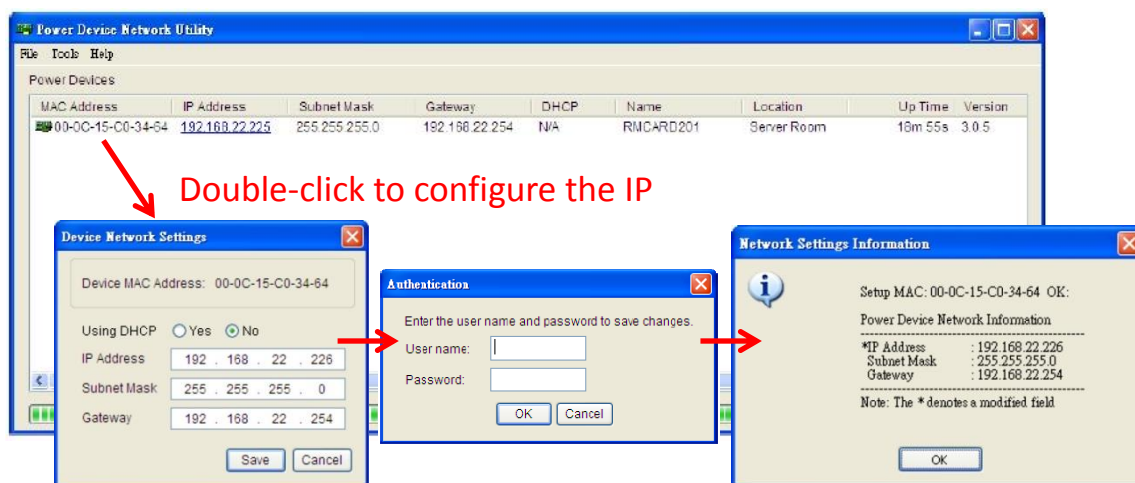 Power Device Network Utility
File Tools Help
Power Devices
MAC Address IP Address Subnet Mask Gateway DHCP Name Location Up Time Version
00-0C-15-C0-34-64 192.168.22.225 255.255.255.0 192.168.22.254 N/A RMCARD201 Server Room 18m 55s 3.0.5
Double-click to configure the IP
Device Network Settings
Device MAC Address: 00-0C-15-C0-34-64
Using DHCP Yes No
IP Address 192 . 168 . 22 . 226
Subnet Mask 255 . 255 . 255 . 0
Gateway 192 . 168 . 22 . 254
Save Cancel
Authentication
Enter the user name and password to save changes.
User name:
Password:
OK Cancel
Network Settings Information
Setup MAC: 00-0C-15-C0-34-64 OK:
Power Device Network Information
*IP Address : 192.168.22.226
Subnet Mask : 255.255.255.0
Gateway : 192.168.22.254
Note: The * denotes a modified field
OK